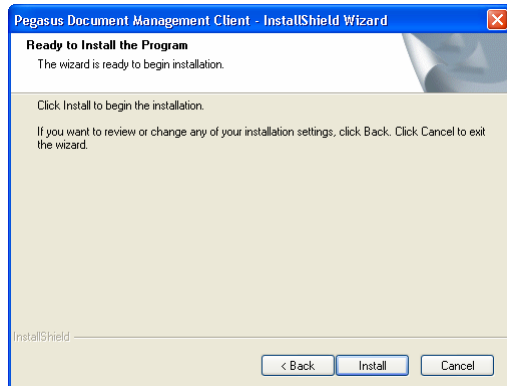 Pegasus Document Management Client - InstallShield Wizard
Ready to Install the Program
The wizard is ready to begin installation.
Click Install to begin the installation.
If you want to review or change any of your installation settings, click Back. Click Cancel to exit
the wizard.
InstallShield
< Back Install Cancel